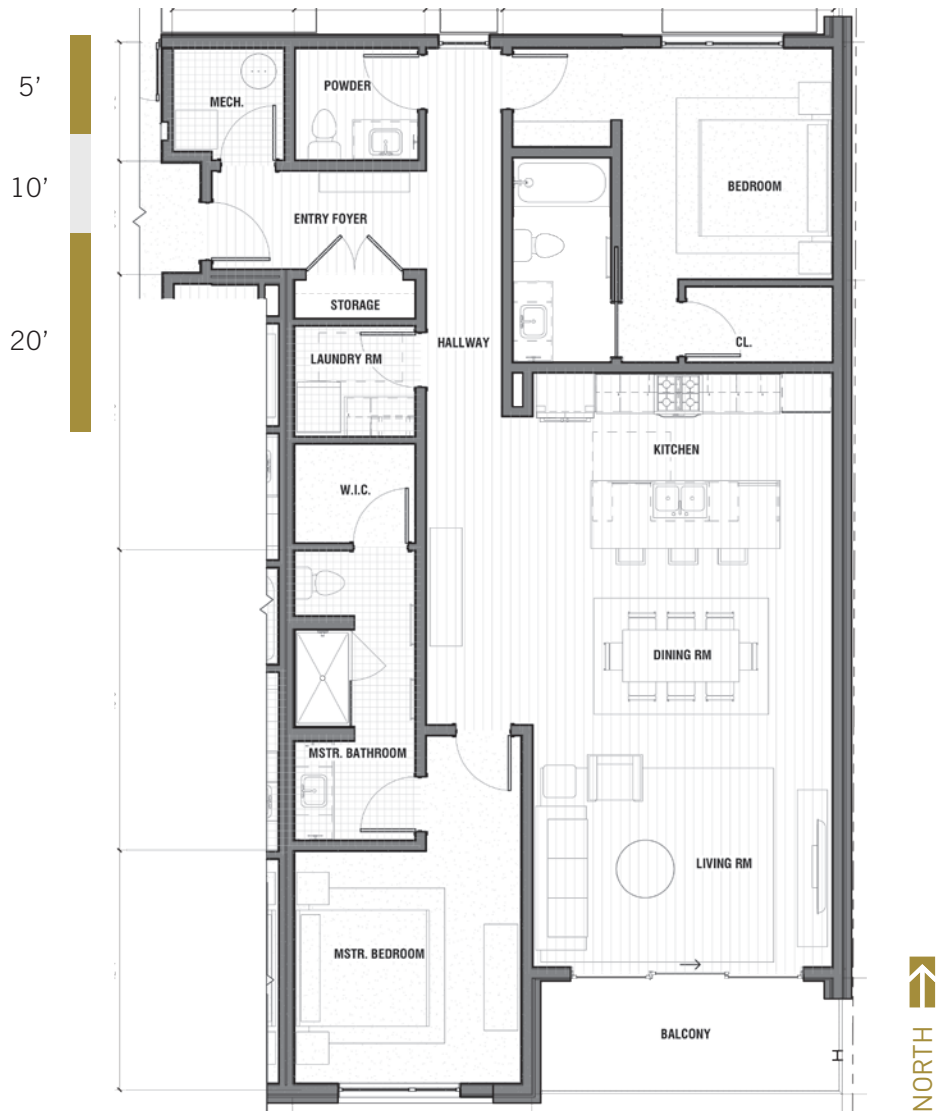 5’
10’
20’
MECH.
POWDER
BEDROOM
ENTRY FOYER
STORAGE
HALLWAY
CL.
LAUNDRY RM
KITCHEN
W.I.C.
DINING RM
MSTR. BATHROOM
LIVING RM
MSTR. BEDROOM
BALCONY
NORTH